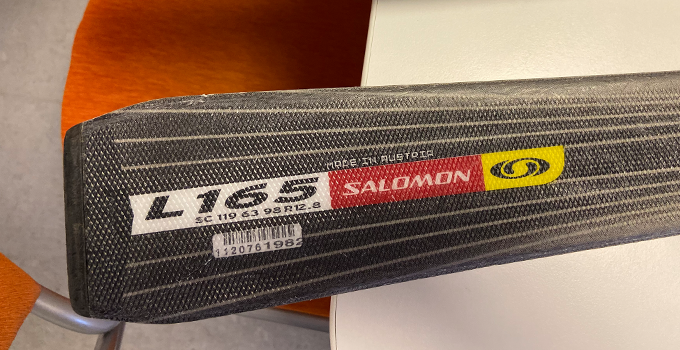 MADE IN AUSTRIA
L165 SALOMON
SC 119 63 98 R12.8
1120761982